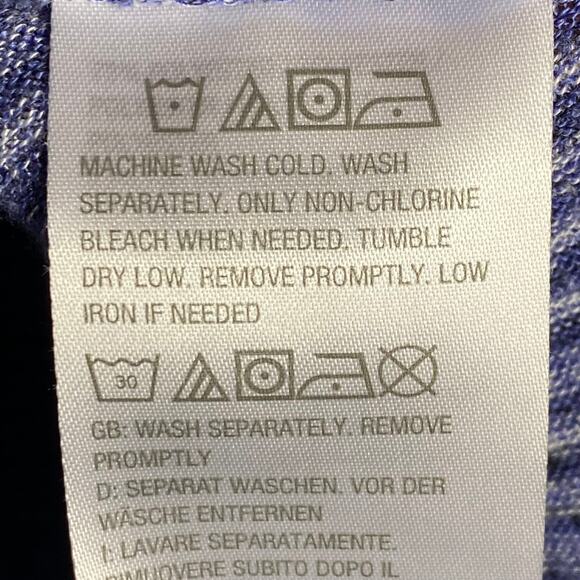 MACHINE WASH COLD. WASH
SEPARATELY. ONLY NON-CHLORINE
BLEACH WHEN NEEDED. TUMBLE
DRY LOW. REMOVE PROMPTLY. LOW
IRON IF NEEDED
30
GB: WASH SEPARATELY. REMOVE
PROMPTLY
D: SEPARAT WASCHEN. VOR DER
WÄSCHE ENTFERNEN
I: LAVARE SEPARATAMENTE.
RIMUOVERE SUBITO DOPO IL